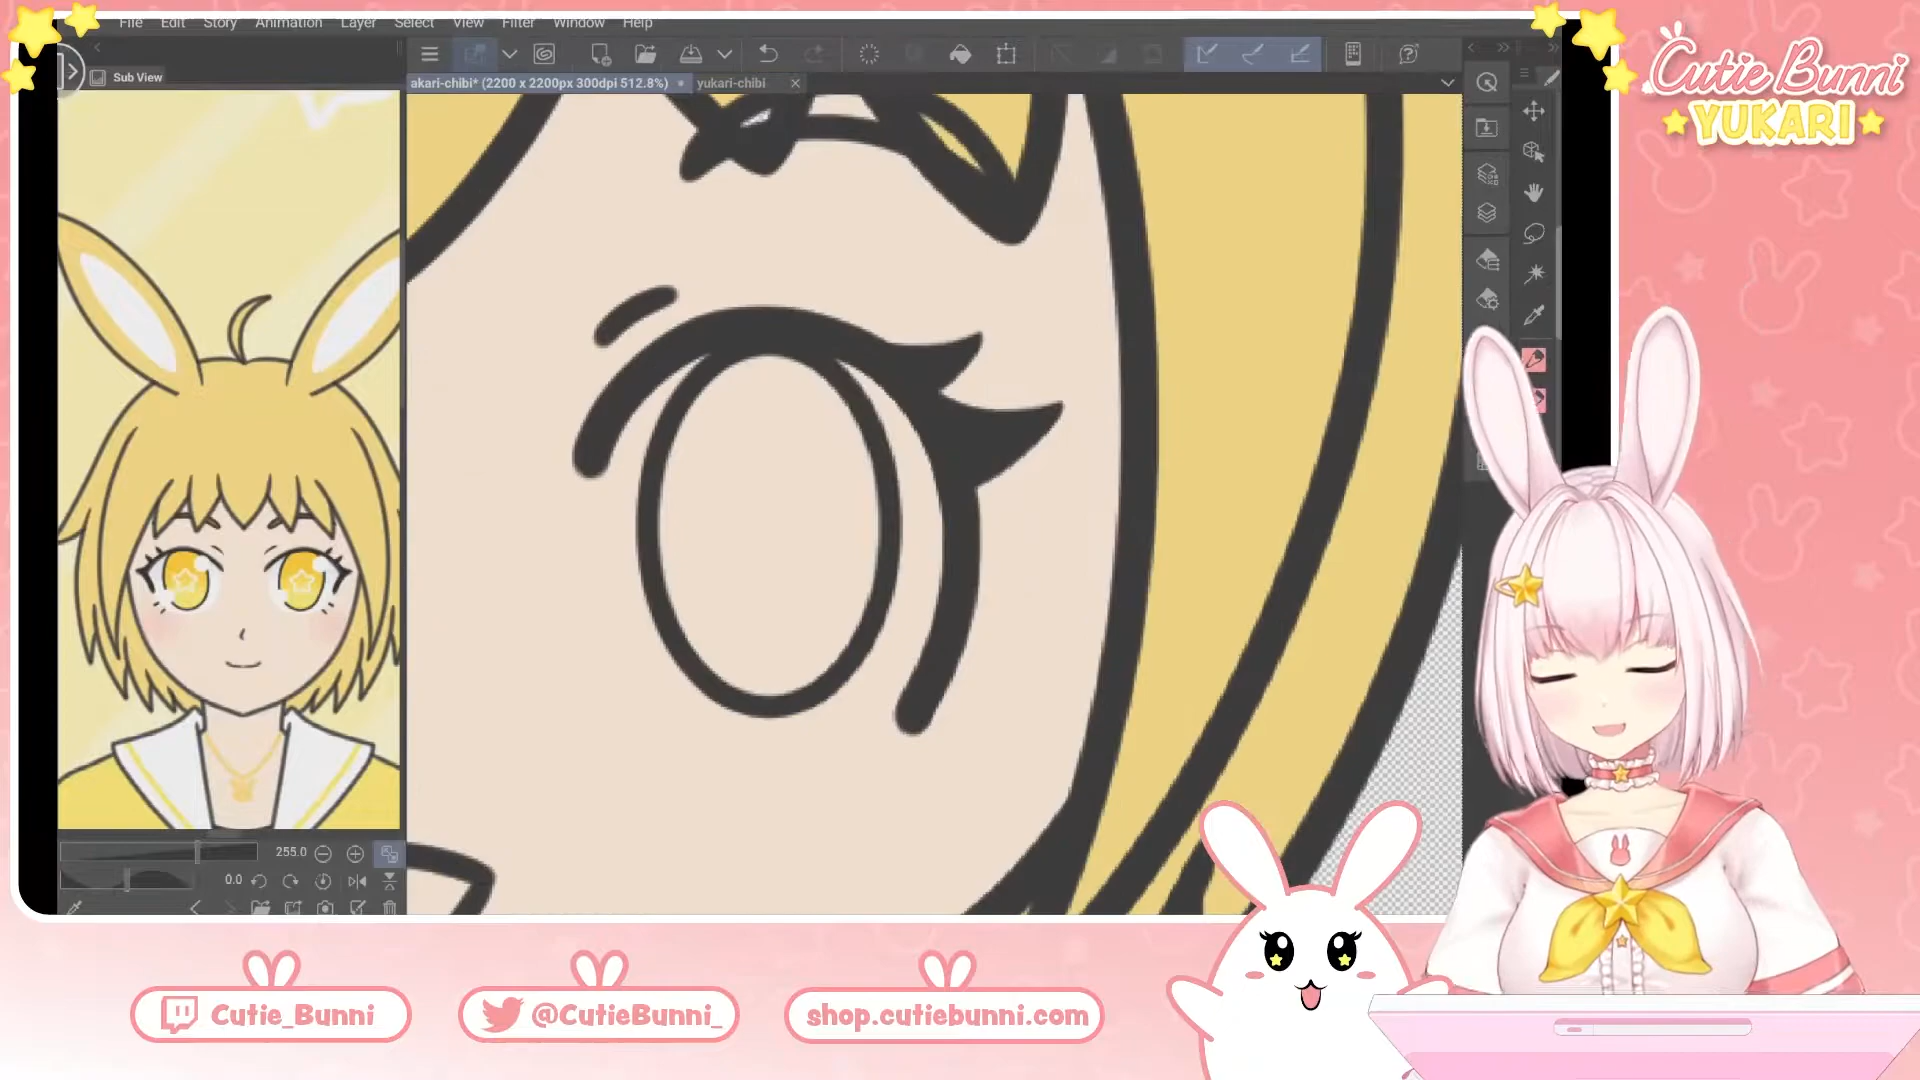 File Edit Story Animation Layer Select View Filter Window Help
Sub View
akari-chibi* (2200 x 2200px 300dpi 512.8%)
yukari-chibi
Cutie Bunni
YUKARI
255.0
0.0
Cutie_Bunni
@CutieBunni_
shop.cutiebunni.com